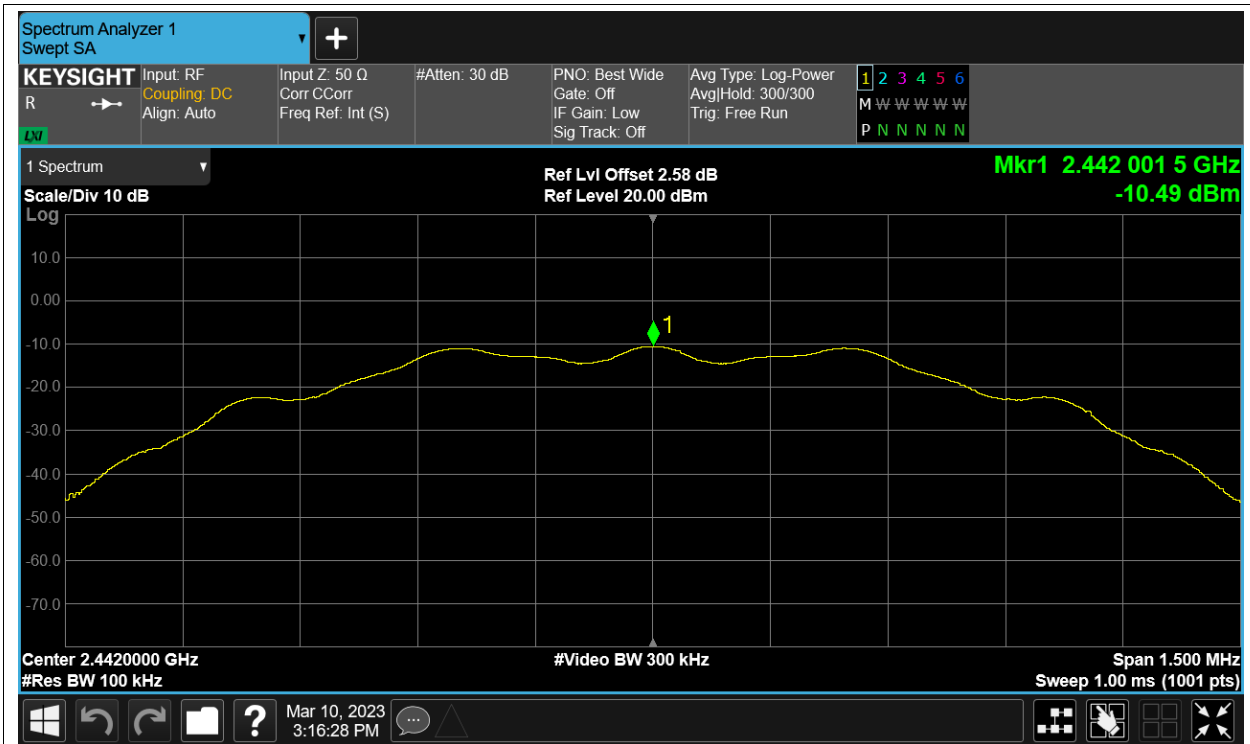 Spectrum Analyzer 1
Swept SA
KEYSIGHT
R
LXI
Input: RF
Coupling: DC
Align: Auto
Input Z: 50 Ω
Corr CCorr
Freq Ref: Int (S)
#Atten: 30 dB
PNO: Best Wide
Gate: Off
IF Gain: Low
Sig Track: Off
Avg Type: Log-Power
Avg|Hold: 300/300
Trig: Free Run
1 2 3 4 5 6
M W W W W W
P N N N N N
1 Spectrum
Scale/Div 10 dB
Log
Ref Lvl Offset 2.58 dB
Ref Level 20.00 dBm
Mkr1 2.442 001 5 GHz
-10.49 dBm
10.0
0.00
-10.0
-20.0
-30.0
-40.0
-50.0
-60.0
-70.0
1
Center 2.4420000 GHz
#Res BW 100 kHz
#Video BW 300 kHz
Span 1.500 MHz
Sweep 1.00 ms (1001 pts)
?
Mar 10, 2023
3:16:28 PM